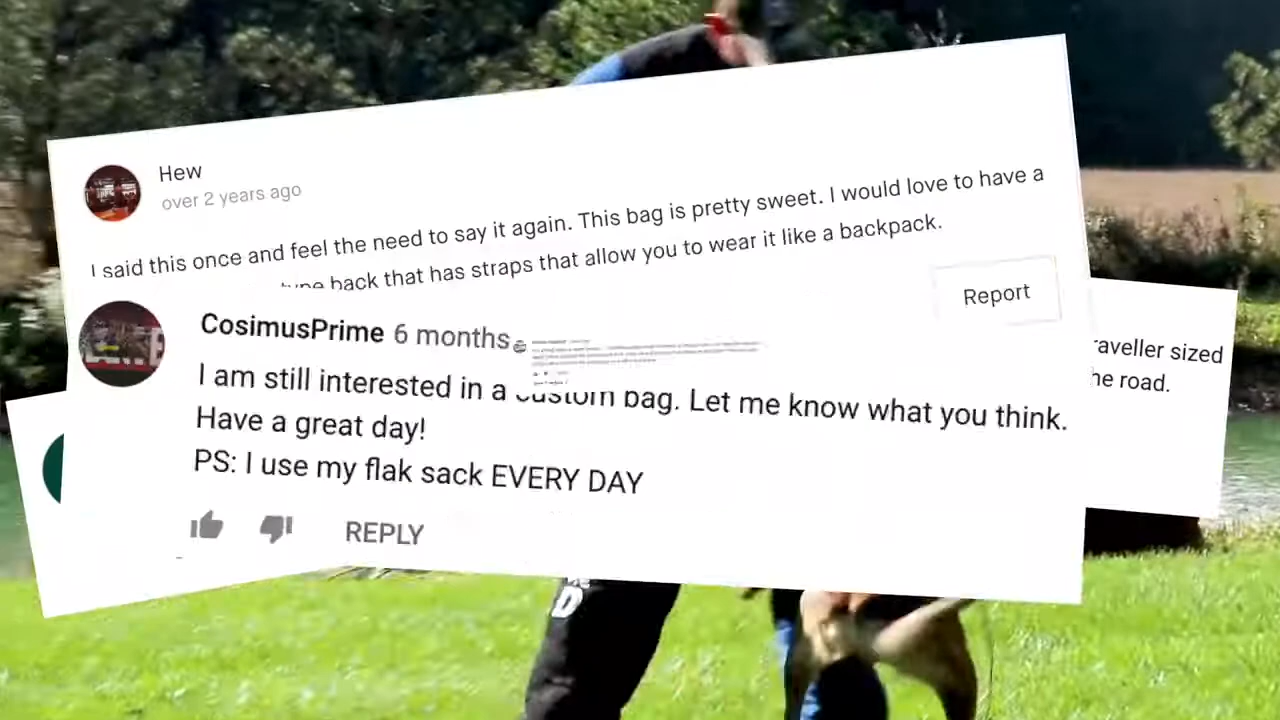 Hew
over 2 years ago
I said this once and feel the need to say it again. This bag is pretty sweet. I would love to have a
back that has straps that allow you to wear it like a backpack.
Report
raveller sized
he road.
CosimusPrime 6 months
I am still interested in a custom bag. Let me know what you think.
Have a great day!
PS: I use my flak sack EVERY DAY
REPLY
D